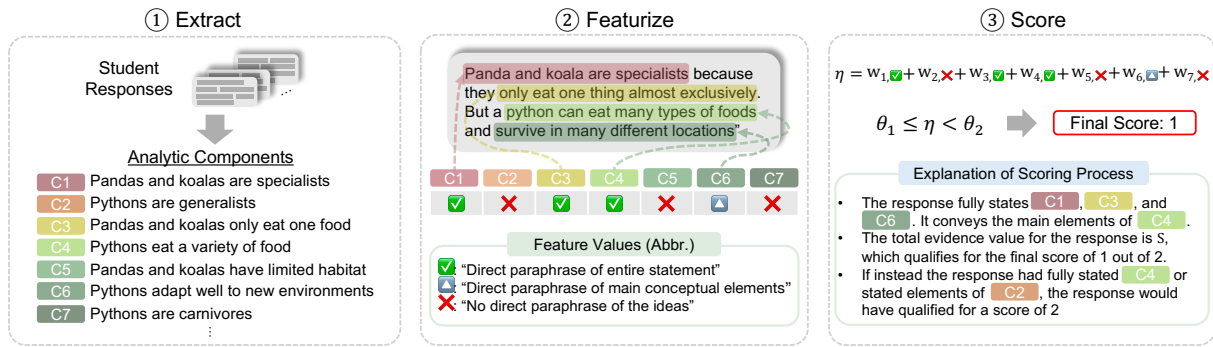 ① Extract
Student
Responses
...
Analytic Components
C1 Pandas and koalas are specialists
C2 Pythons are generalists
C3 Pandas and koalas only eat one food
C4 Pythons eat a variety of food
C5 Pandas and koalas have limited habitat
C6 Pythons adapt well to new environments
C7 Pythons are carnivores
⋮
② Featurize
Panda and koala are specialists because
they only eat one thing almost exclusively.
But a python can eat many types of foods
and survive in many different locations”
C1 C2 C3 C4 C5 C6 C7
✅ ❌ ✅ ✅ ❌ 🔼 ❌
Feature Values (Abbr.)
✅: “Direct paraphrase of entire statement”
🔼: “Direct paraphrase of main conceptual elements”
❌: “No direct paraphrase of the ideas”
③ Score
η = w₁,✅ + w₂,❌ + w₃,✅ + w₄,✅ + w₅,❌ + w₆,🔼 + w₇,❌
θ₁ ≤ η < θ₂
Final Score: 1
Explanation of Scoring Process
• The response fully states C1, C3, and
C6. It conveys the main elements of C4.
• The total evidence value for the response is S,
which qualifies for the final score of 1 out of 2.
• If instead the response had fully stated C4 or
stated elements of C2, the response would
have qualified for a score of 2